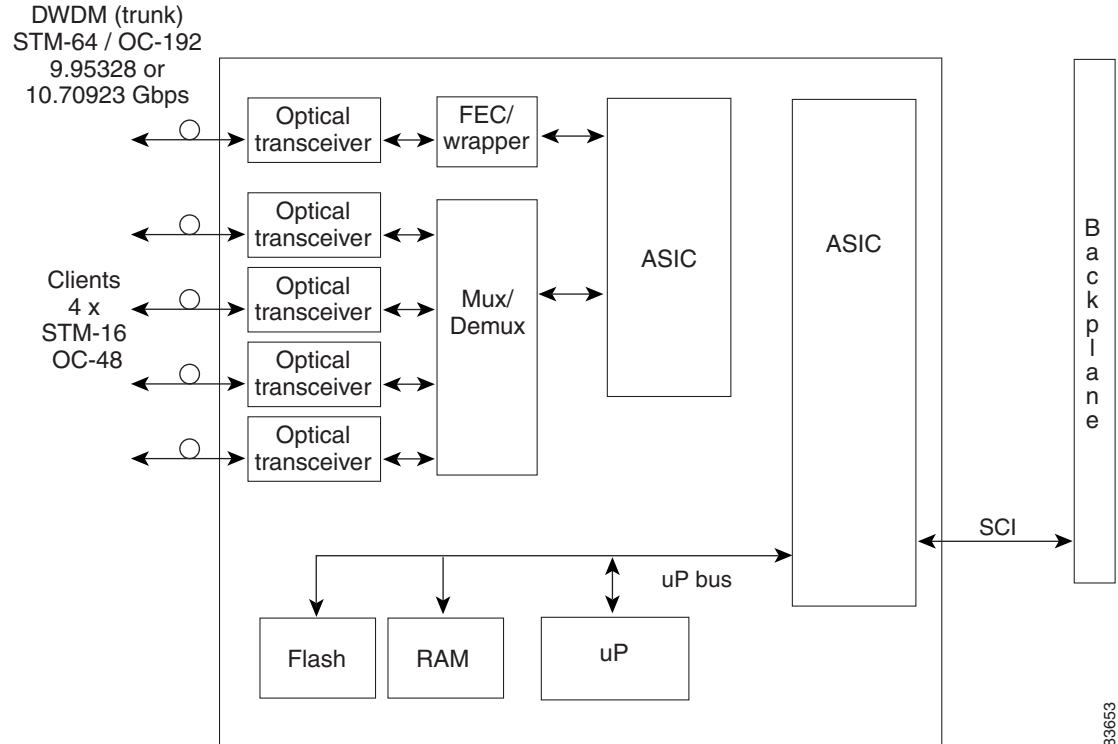 DWDM (trunk)
STM-64 / OC-192
9.95328 or
10.70923 Gbps
Optical
transceiver
FEC/
wrapper
ASIC
ASIC
Backplane
Optical
transceiver
Optical
transceiver
Optical
transceiver
Optical
transceiver
Mux/
Demux
Clients
4 x
STM-16
OC-48
SCI
uP bus
Flash
RAM
uP